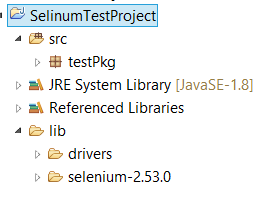 SelinumTestProject
src
testPkg
JRE System Library [JavaSE-1.8]
Referenced Libraries
lib
drivers
selenium-2.53.0